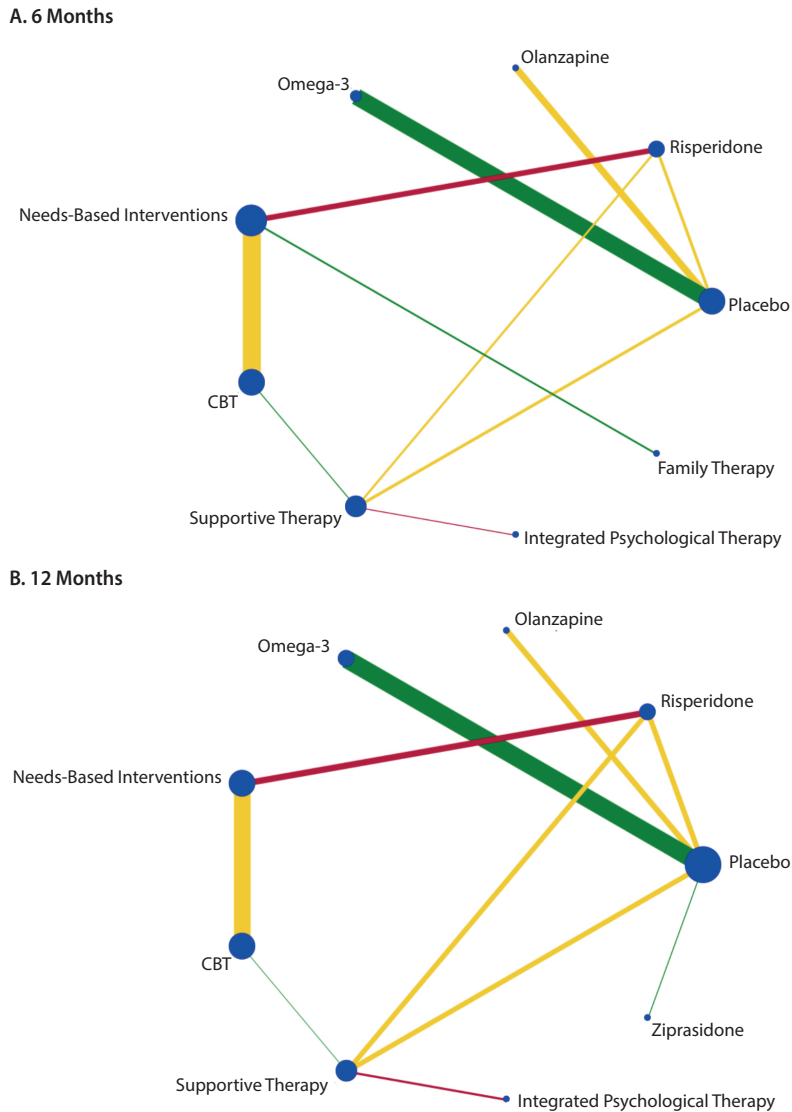 A. 6 Months
Olanzapine
Omega-3
Risperidone
Needs-Based Interventions
Placebo
CBT
Family Therapy
Supportive Therapy
Integrated Psychological Therapy
B. 12 Months
Olanzapine
Omega-3
Risperidone
Needs-Based Interventions
Placebo
CBT
Ziprasidone
Supportive Therapy
Integrated Psychological Therapy